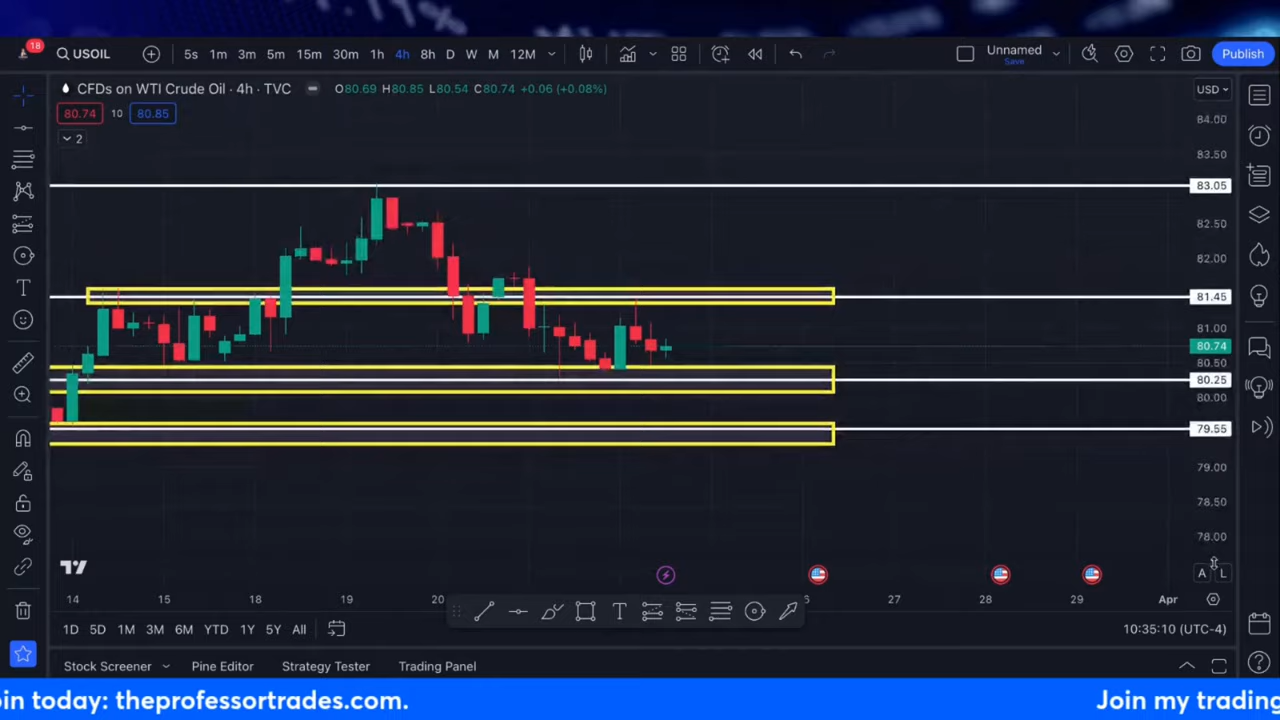 18
USOIL
5s 1m 3m 5m 15m 30m 1h 4h 8h D W M 12M
Unnamed
Save
Publish
CFDs on WTI Crude Oil · 4h · TVC
O80.69 H80.85 L80.54 C80.74 +0.06 (+0.08%)
USD
80.74 10 80.85
2
84.00
83.50
83.05
82.50
82.00
81.45
81.00
80.74
80.50
80.25
80.00
79.55
79.00
78.50
78.00
A L
14 15 18 19 20 6 27 28 29 Apr
1D 5D 1M 3M 6M YTD 1Y 5Y All
10:35:10 (UTC-4)
Stock Screener Pine Editor Strategy Tester Trading Panel
oin today: theprofessortrades.com. Join my trading